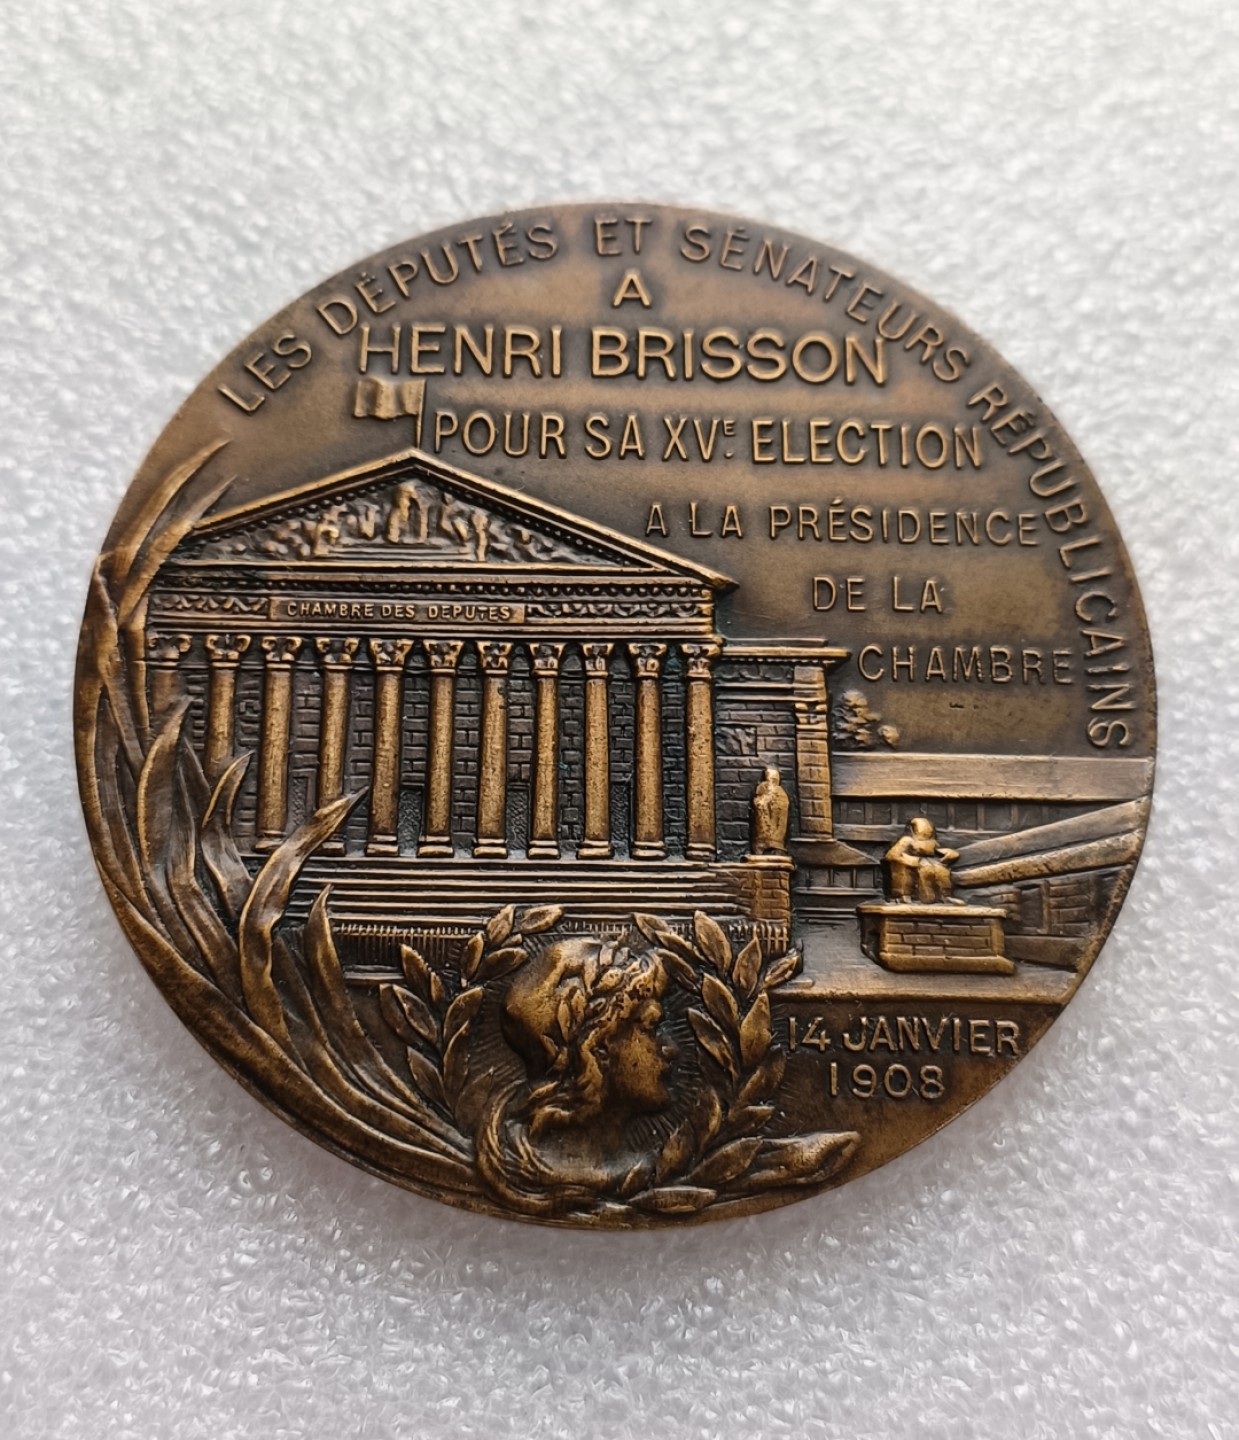 LES DÉPUTÉS ET SÉNATEURS RÉPUBLICAINS
A
HENRI BRISSON
POUR SA XVE ELECTION
A LA PRÉSIDENCE
DE LA
CHAMBRE
CHAMBRE DES DEPUTES
14 JANVIER
1908